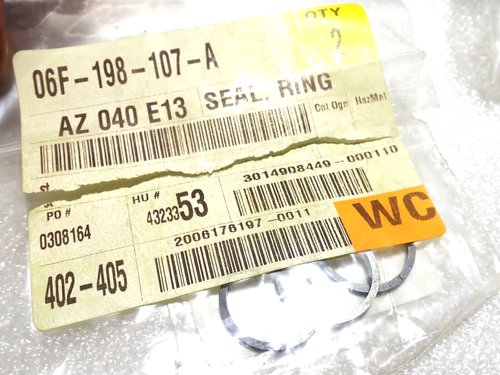 QTY
06F-198-107-A
2
AZ 040 E13 SEAL. RING
Cnl Ogn HazMat
PO # HU # 3014908449-000110
0308164 4323353
2006176197-0011
402-405
WC